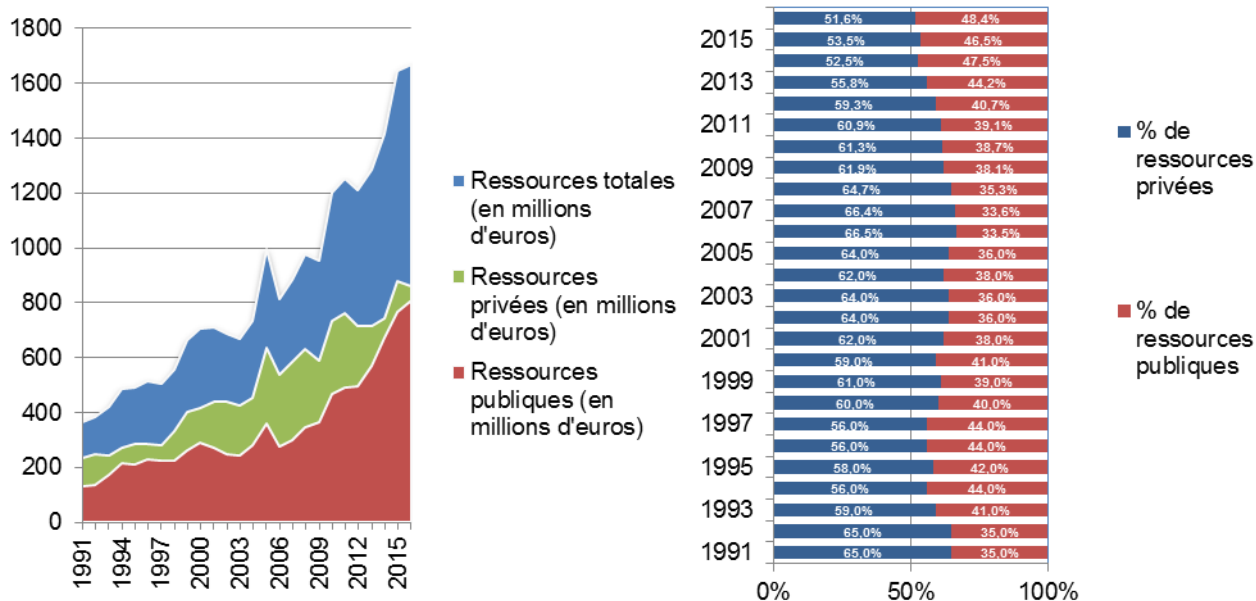 1800
1600
1400
1200
1000
800
600
400
200
0
1991
1994
1997
2000
2003
2006
2009
2012
2015
Ressources totales
(en millions
d'euros)
Ressources
privées (en millions
d'euros)
Ressources
publiques (en
millions d'euros)
51,6% 48,4%
2015 53,5% 46,5%
52,5% 47,5%
2013 55,8% 44,2%
59,3% 40,7%
2011 60,9% 39,1%
61,3% 38,7%
2009 61,9% 38,1%
64,7% 35,3%
2007 66,4% 33,6%
66,5% 33,5%
2005 64,0% 36,0%
62,0% 38,0%
2003 64,0% 36,0%
64,0% 36,0%
2001 62,0% 38,0%
59,0% 41,0%
1999 61,0% 39,0%
60,0% 40,0%
1997 56,0% 44,0%
56,0% 44,0%
1995 58,0% 42,0%
56,0% 44,0%
1993 59,0% 41,0%
65,0% 35,0%
1991 65,0% 35,0%
0% 50% 100%
% de
ressources
privées
% de
ressources
publiques